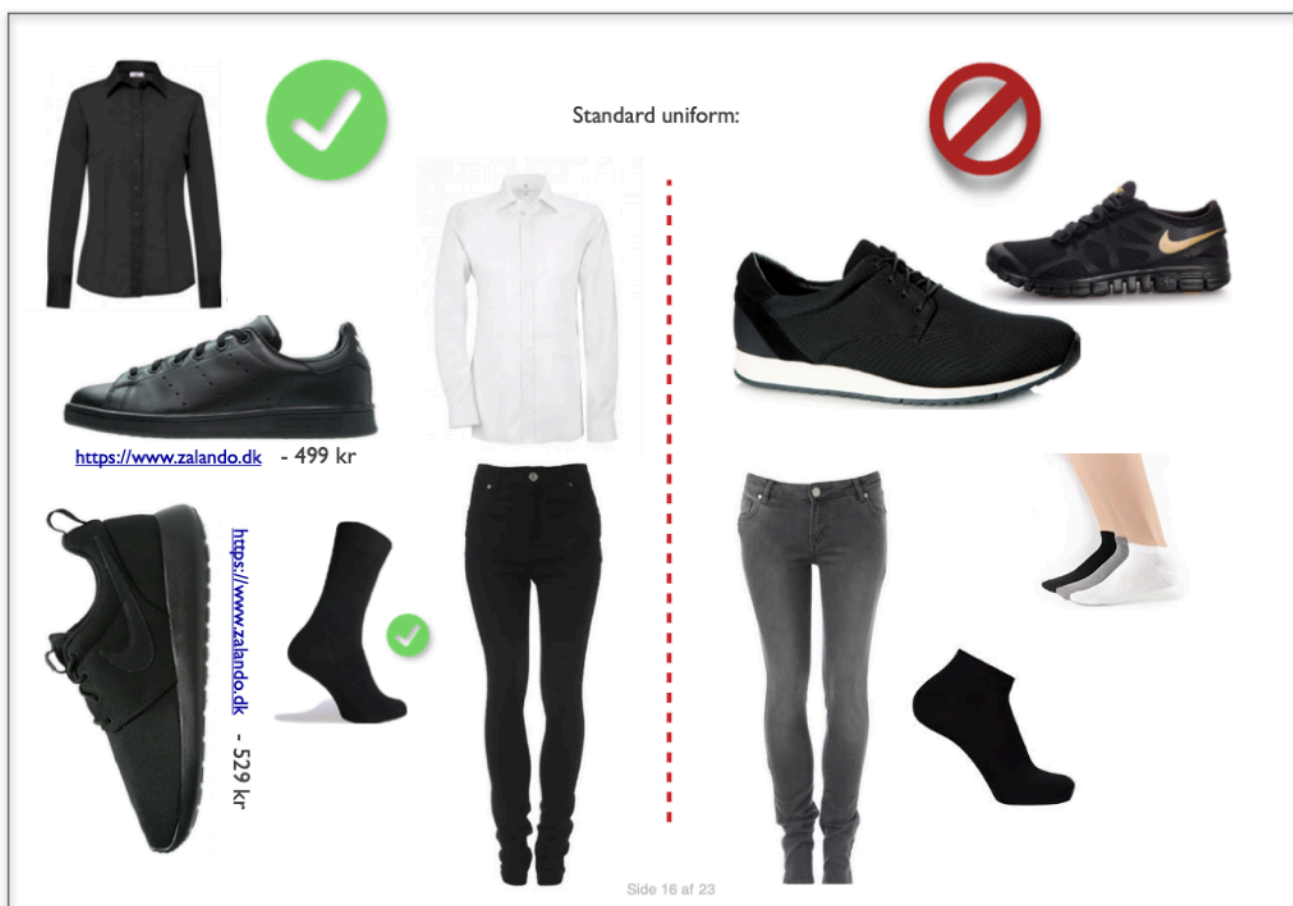 Standard uniform:
https://www.zalando.dk - 499 kr
https://www.zalando.dk - 529 kr
Side 16 af 23